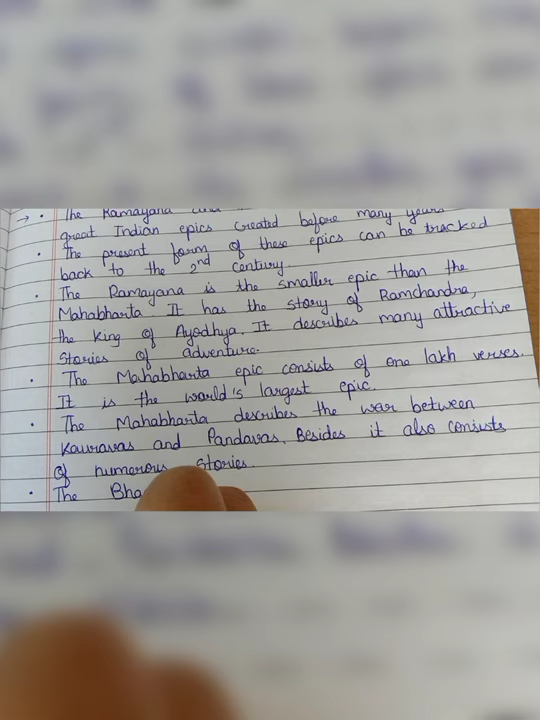 → • The Ramayana
great Indian epics created before many years
• The present form of these epics can be tracked
back to the 2nd century.
• The Ramayana is the smaller epic than the
Mahabharta It has the story of Ramchandra,
the king of Ayodhya. It describes many attractive
stories of adventure.
• The Mahabharta epic consists of one lakh verses.
It is the world's largest epic.
• The Mahabharta describes the war between
Kauravas and Pandavas. Besides it also consists
of numerous stories.
• The Bha